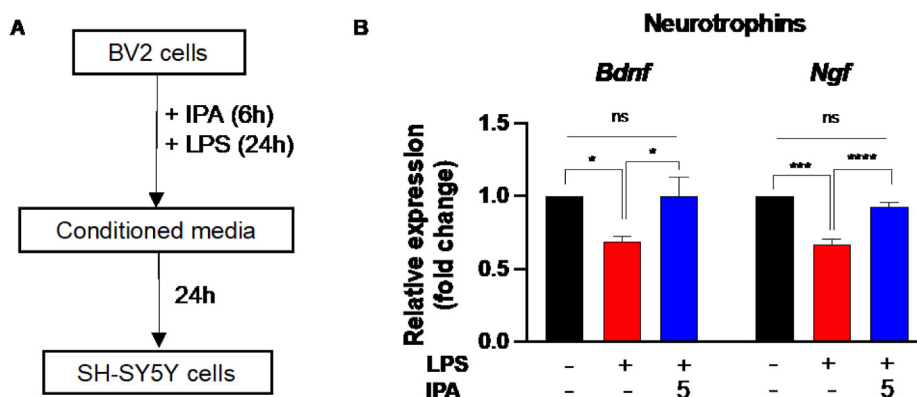 A
BV2 cells
+ IPA (6h)
+ LPS (24h)
Conditioned media
24h
SH-SY5Y cells
B
Neurotrophins
Bdnf Ngf
ns ns
* * *** ****
Relative expression
(fold change)
1.5
1.0
0.5
0.0
LPS - + + - + +
IPA - - 5 - - 5